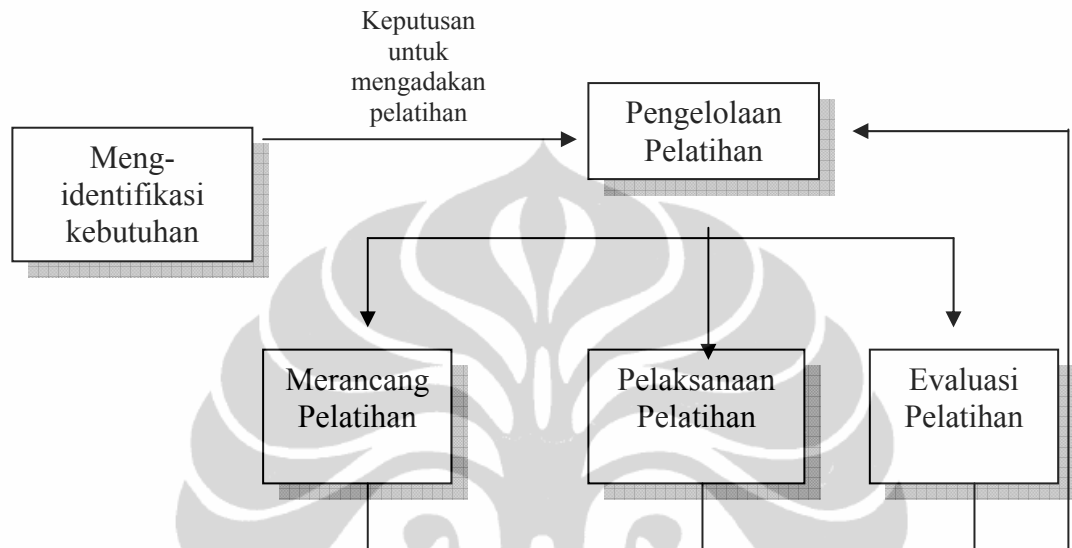 Keputusan
untuk
mengadakan
pelatihan
Pengelolaan
Pelatihan
Meng-
identifikasi
kebutuhan
Merancang
Pelatihan
Pelaksanaan
Pelatihan
Evaluasi
Pelatihan